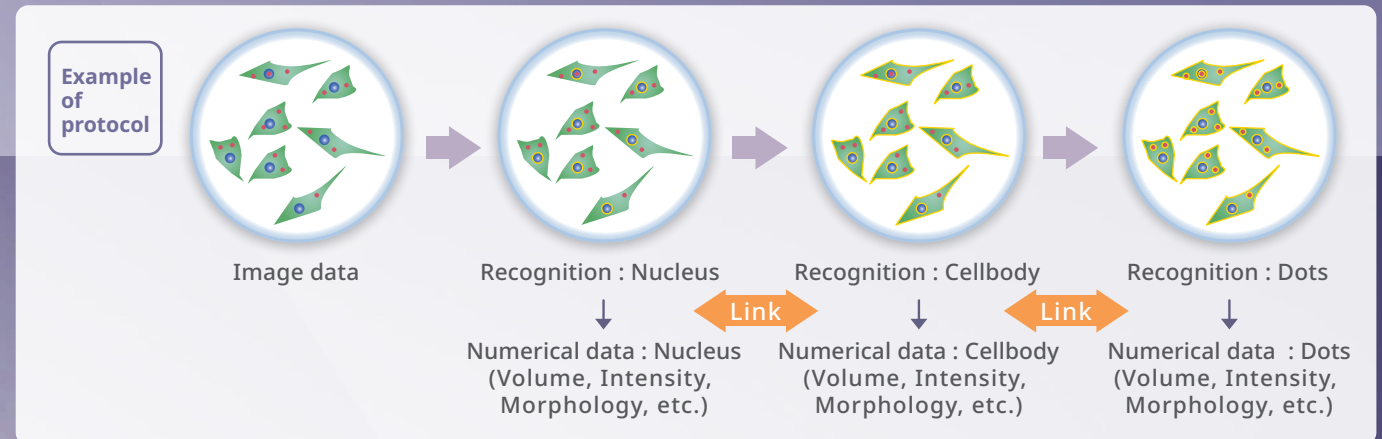 Example
of
protocol
Image data
Recognition : Nucleus
Recognition : Cellbody
Recognition : Dots
Link
Link
Numerical data : Nucleus
(Volume, Intensity,
Morphology, etc.)
Numerical data : Cellbody
(Volume, Intensity,
Morphology, etc.)
Numerical data : Dots
(Volume, Intensity,
Morphology, etc.)